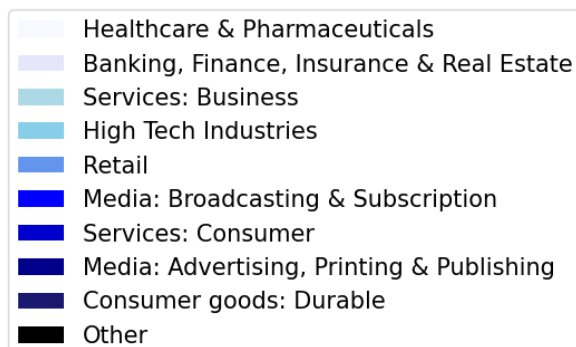 Healthcare & Pharmaceuticals
Banking, Finance, Insurance & Real Estate
Services: Business
High Tech Industries
Retail
Media: Broadcasting & Subscription
Services: Consumer
Media: Advertising, Printing & Publishing
Consumer goods: Durable
Other